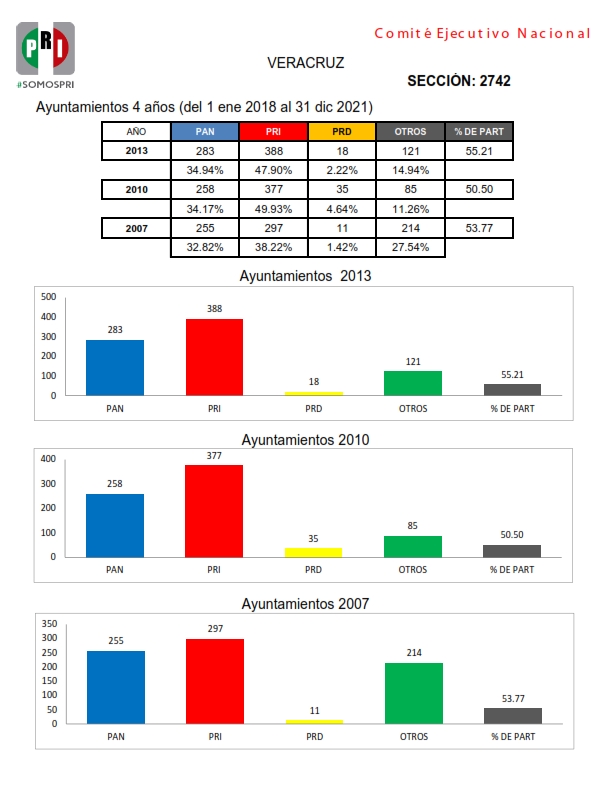 Comité Ejecutivo Nacional
PRI
#SOMOSPRI
VERACRUZ
SECCIÓN: 2742
Ayuntamientos 4 años (del 1 ene 2018 al 31 dic 2021)
AÑO PAN PRI PRD OTROS % DE PART
2013 283 388 18 121 55.21
34.94% 47.90% 2.22% 14.94%
2010 258 377 35 85 50.50
34.17% 49.93% 4.64% 11.26%
2007 255 297 11 214 53.77
32.82% 38.22% 1.42% 27.54%
Ayuntamientos 2013
500
400
300
200
100
0
283 388 18 121 55.21
PAN PRI PRD OTROS % DE PART
Ayuntamientos 2010
400
300
200
100
0
258 377 35 85 50.50
PAN PRI PRD OTROS % DE PART
Ayuntamientos 2007
350
300
250
200
150
100
50
0
255 297 11 214 53.77
PAN PRI PRD OTROS % DE PART